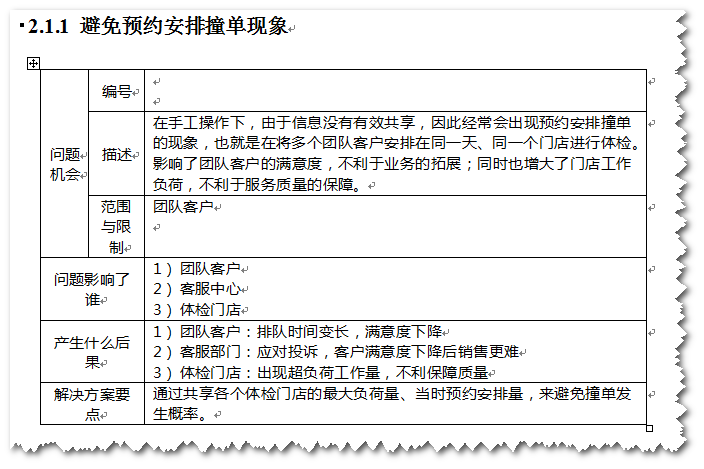 2.1.1 避免预约安排撞单现象
问题
机会
编号
描述
在手工操作下，由于信息没有有效共享，因此经常会出现预约安排撞单
的现象，也就是在将多个团队客户安排在同一天、同一个门店进行体检。
影响了团队客户的满意度，不利于业务的拓展；同时也增大了门店工作
负荷，不利于服务质量的保障。
范围
与限
制
团队客户
问题影响了
谁
1）团队客户
2）客服中心
3）体检门店
产生什么后
果
1）团队客户：排队时间变长，满意度下降
2）客服部门：应对投诉，客户满意度下降后销售更难
3）体检门店：出现超负荷工作量，不利保障质量
解决方案要
点
通过共享各个体检门店的最大负荷量、当时预约安排量，来避免撞单发
生概率。